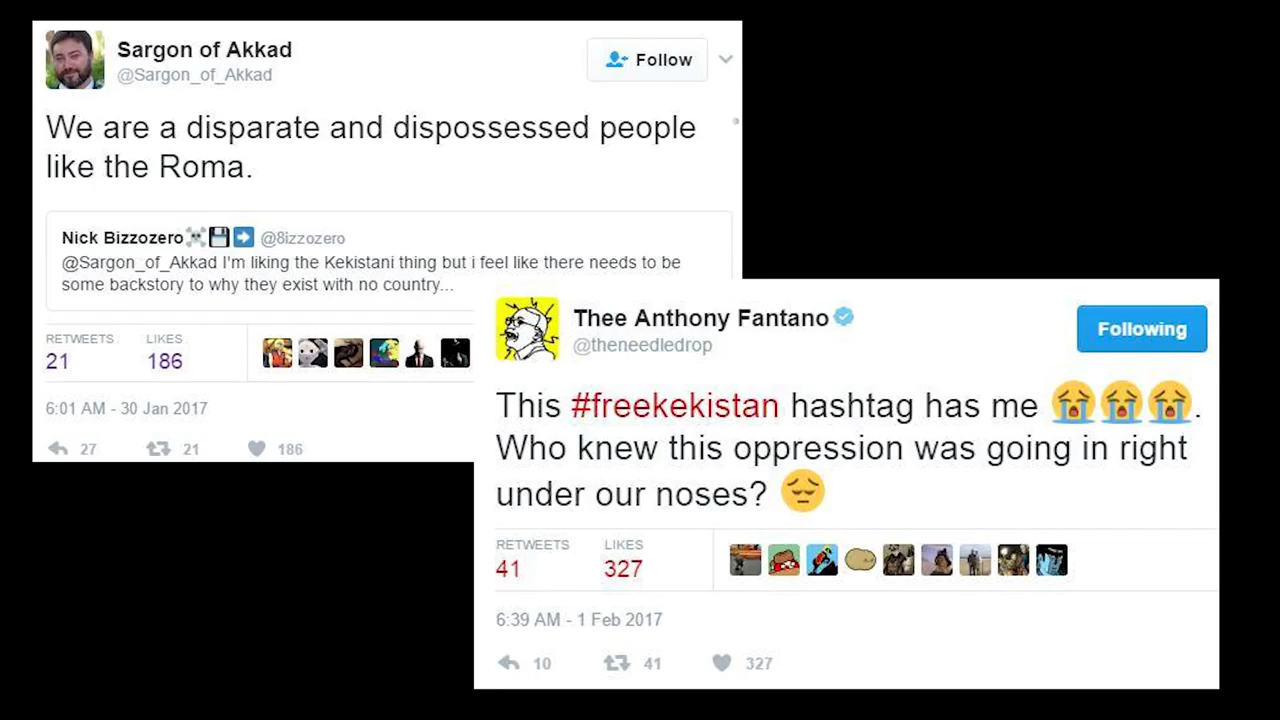 Sargon of Akkad
@Sargon_of_Akkad
Follow
We are a disparate and dispossessed people
like the Roma.
Nick Bizzozero☠💾➡ @8izzozero
@Sargon_of_Akkad I'm liking the Kekistani thing but i feel like there needs to be
some backstory to why they exist with no country...
RETWEETS LIKES
21 186
6:01 AM - 30 Jan 2017
27 21 186
Thee Anthony Fantano
@theneedledrop
Following
This #freekekistan hashtag has me 😭😭😭.
Who knew this oppression was going in right
under our noses? 😔
RETWEETS LIKES
41 327
6:39 AM - 1 Feb 2017
10 41 327